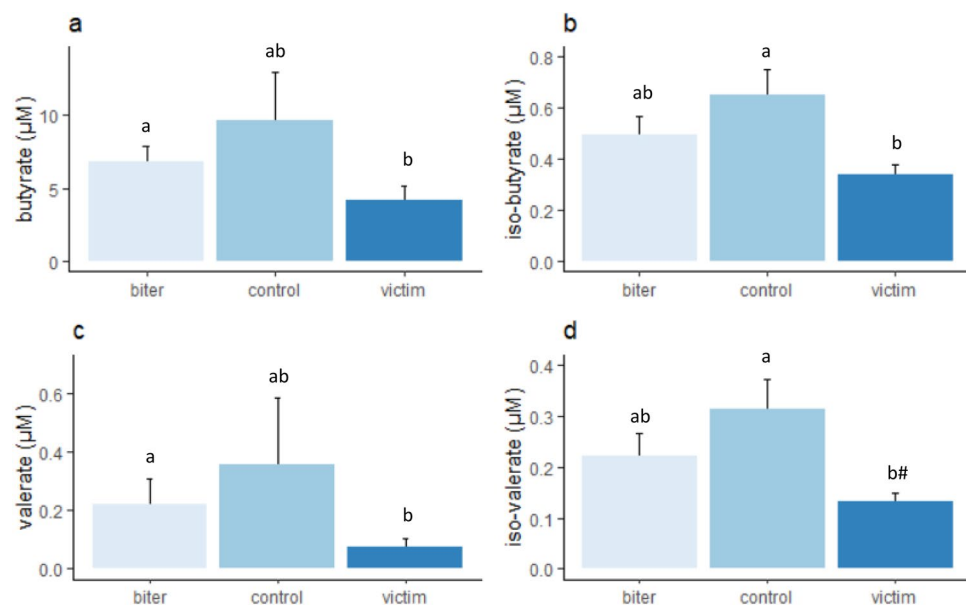 a
butyrate (µM)
10
5
0
a
ab
b
biter
control
victim
b
iso-butyrate (µM)
0.8
0.6
0.4
0.2
0.0
ab
a
b
biter
control
victim
c
valerate (µM)
0.6
0.4
0.2
0.0
a
ab
b
biter
control
victim
d
iso-valerate (µM)
0.4
0.3
0.2
0.1
0.0
ab
a
b#
biter
control
victim